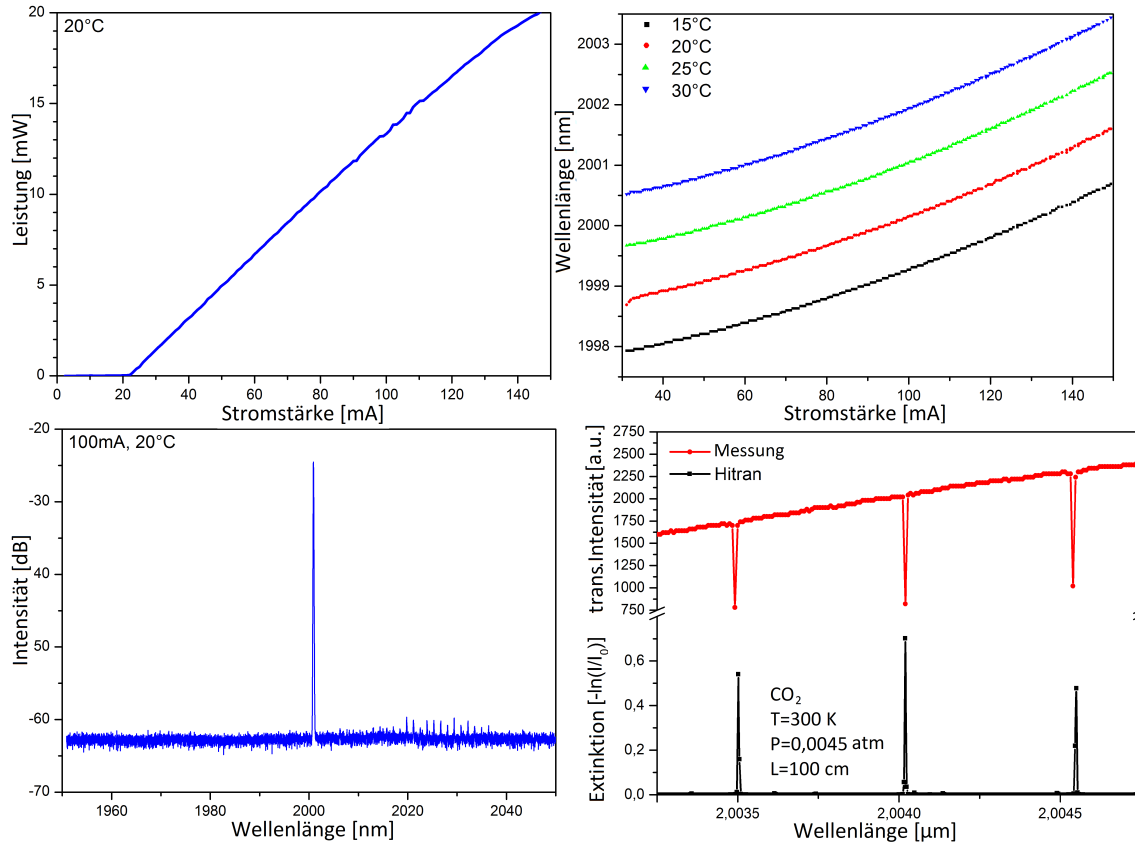 20°C
20
15
10
5
0
Leistung [mW]
0 20 40 60 80 100 120 140
Stromstärke [mA]
15°C
20°C
25°C
30°C
2003
2002
2001
2000
1999
1998
Wellenlänge [nm]
40 60 80 100 120 140
Stromstärke [mA]
100mA, 20°C
-20
-30
-40
-50
-60
-70
Intensität [dB]
1960 1980 2000 2020 2040
Wellenlänge [nm]
Messung
Hitran
2750
2500
2250
2000
1750
1500
1250
1000
750
trans.Intensität [a.u.]
0,6
0,4
0,2
0,0
Extinktion [-ln(I/I₀)]
CO₂
T=300 K
P=0,0045 atm
L=100 cm
2,0035 2,0040 2,0045
Wellenlänge [µm]